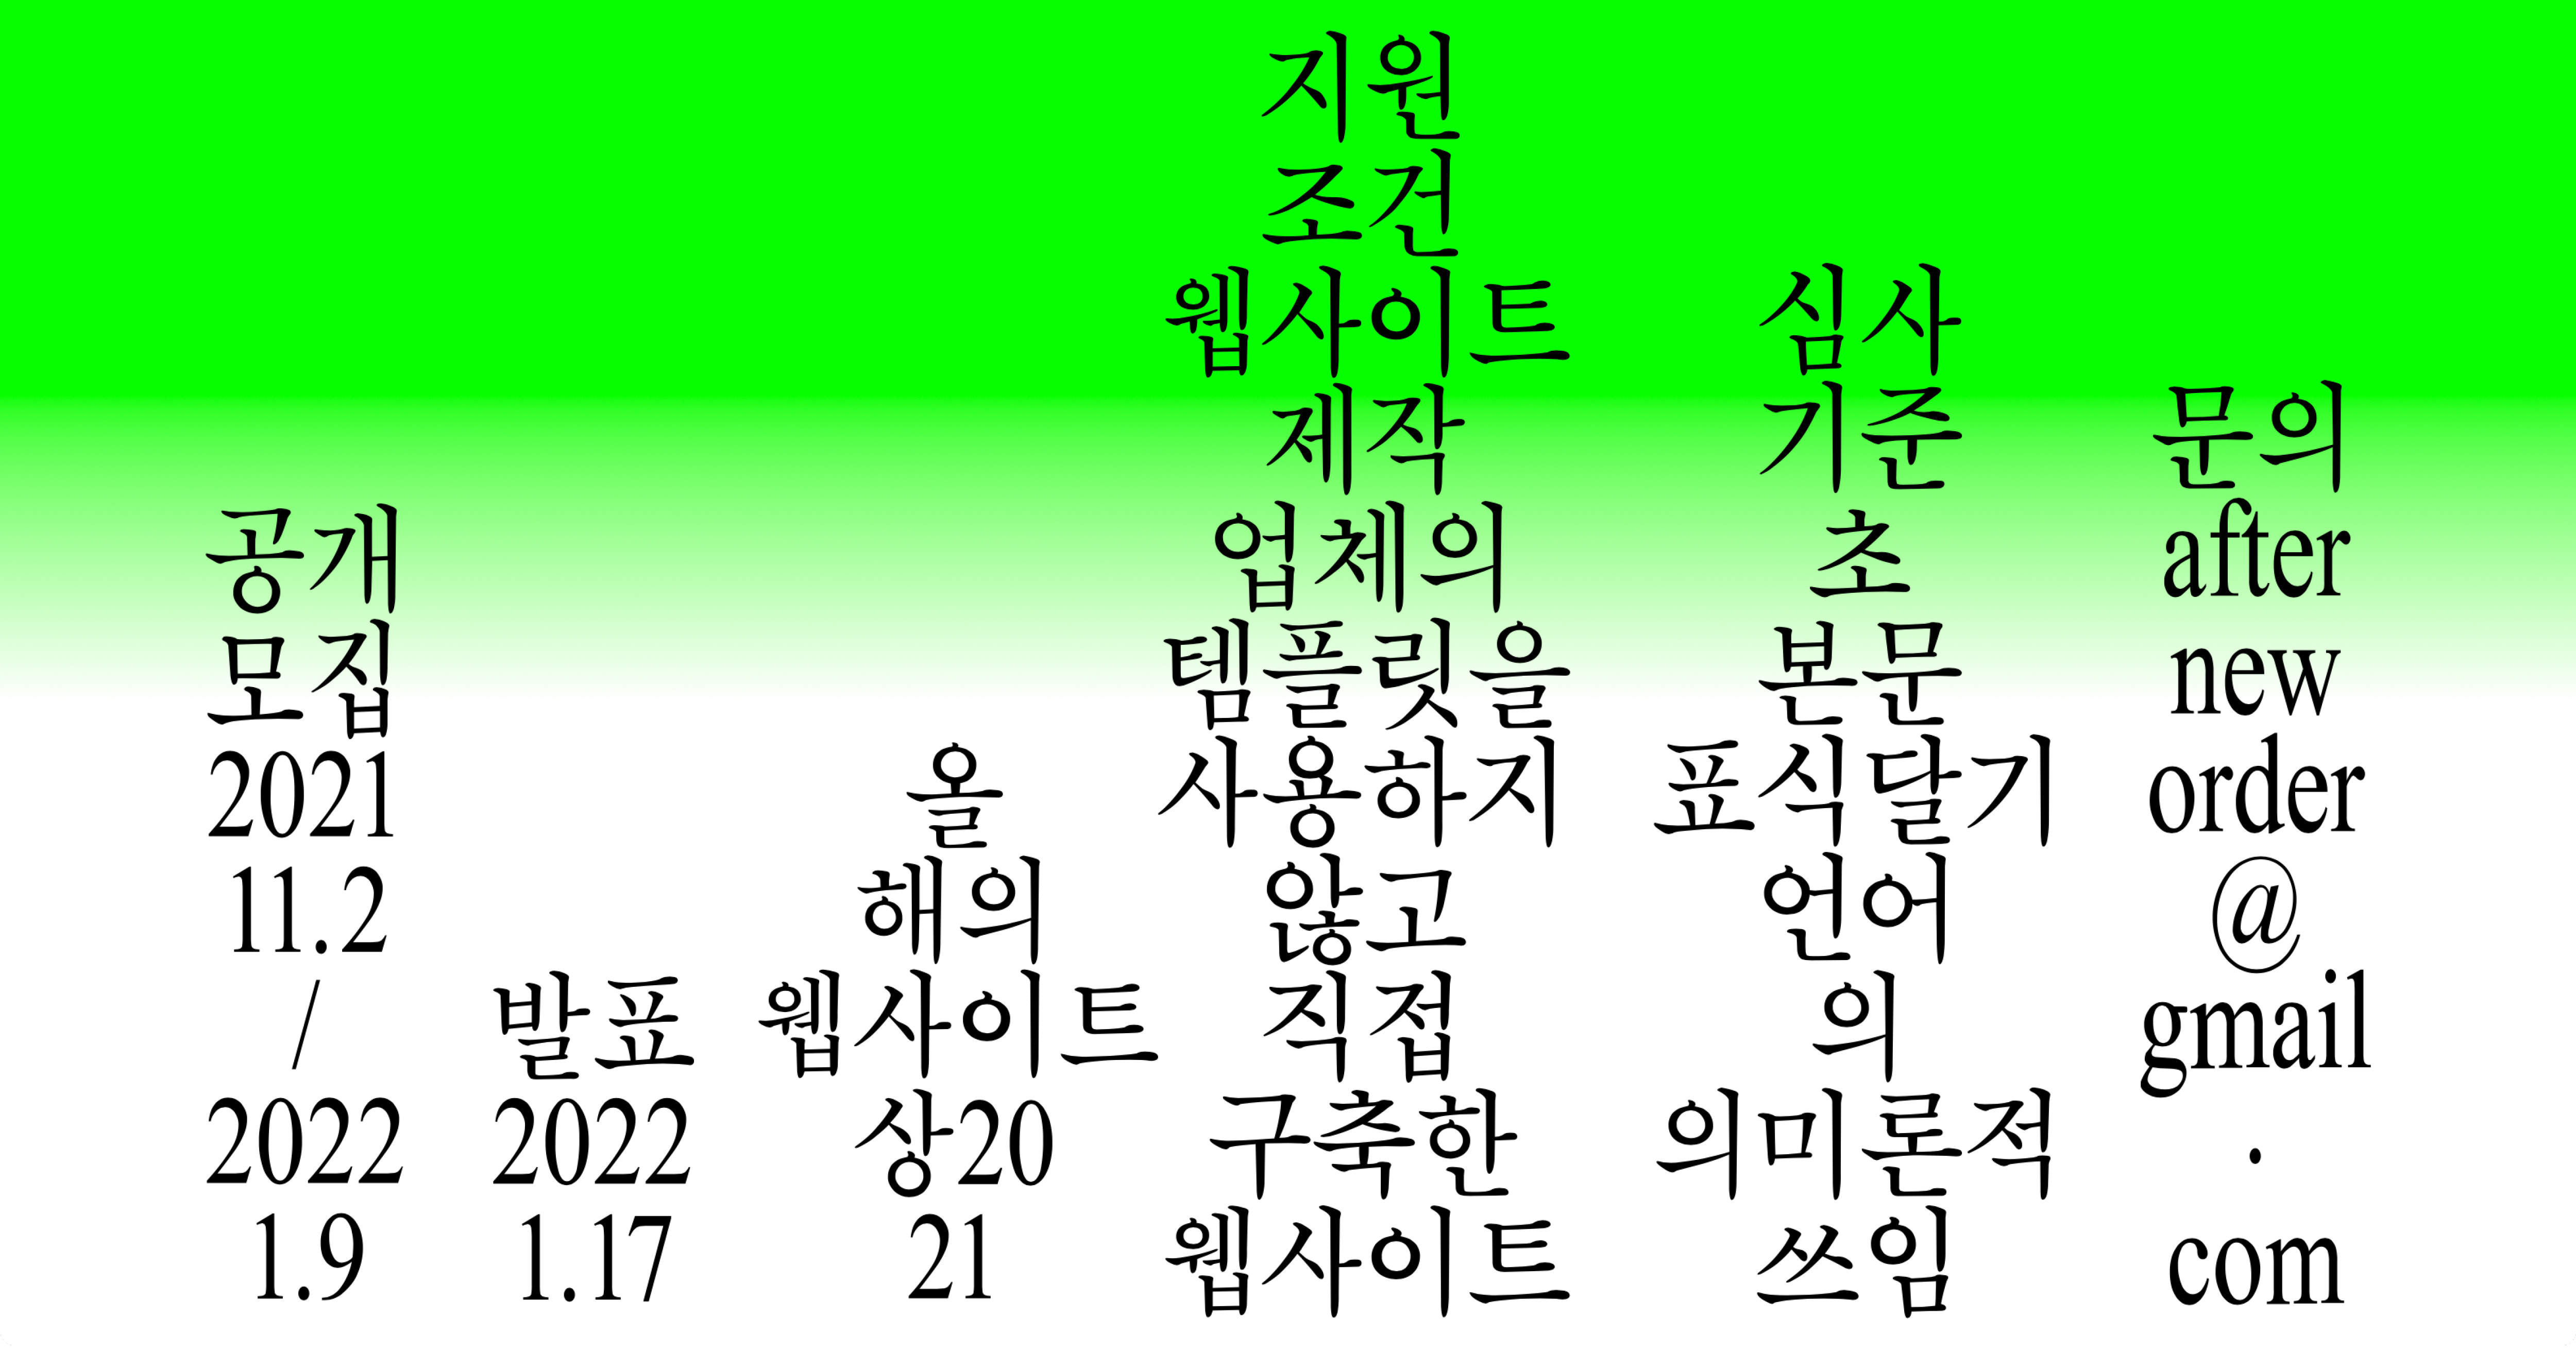 공개
모집
2021
11.2
/
2022
1.9
발표
2022
1.17
올
해의
웹사이트
상20
21
지원
조건
웹사이트
제작
업체의
템플릿을
사용하지
않고
직접
구축한
웹사이트
심사
기준
초
본문
표식달기
언어
의
의미론적
쓰임
문의
after
new
order
@
gmail
.
com